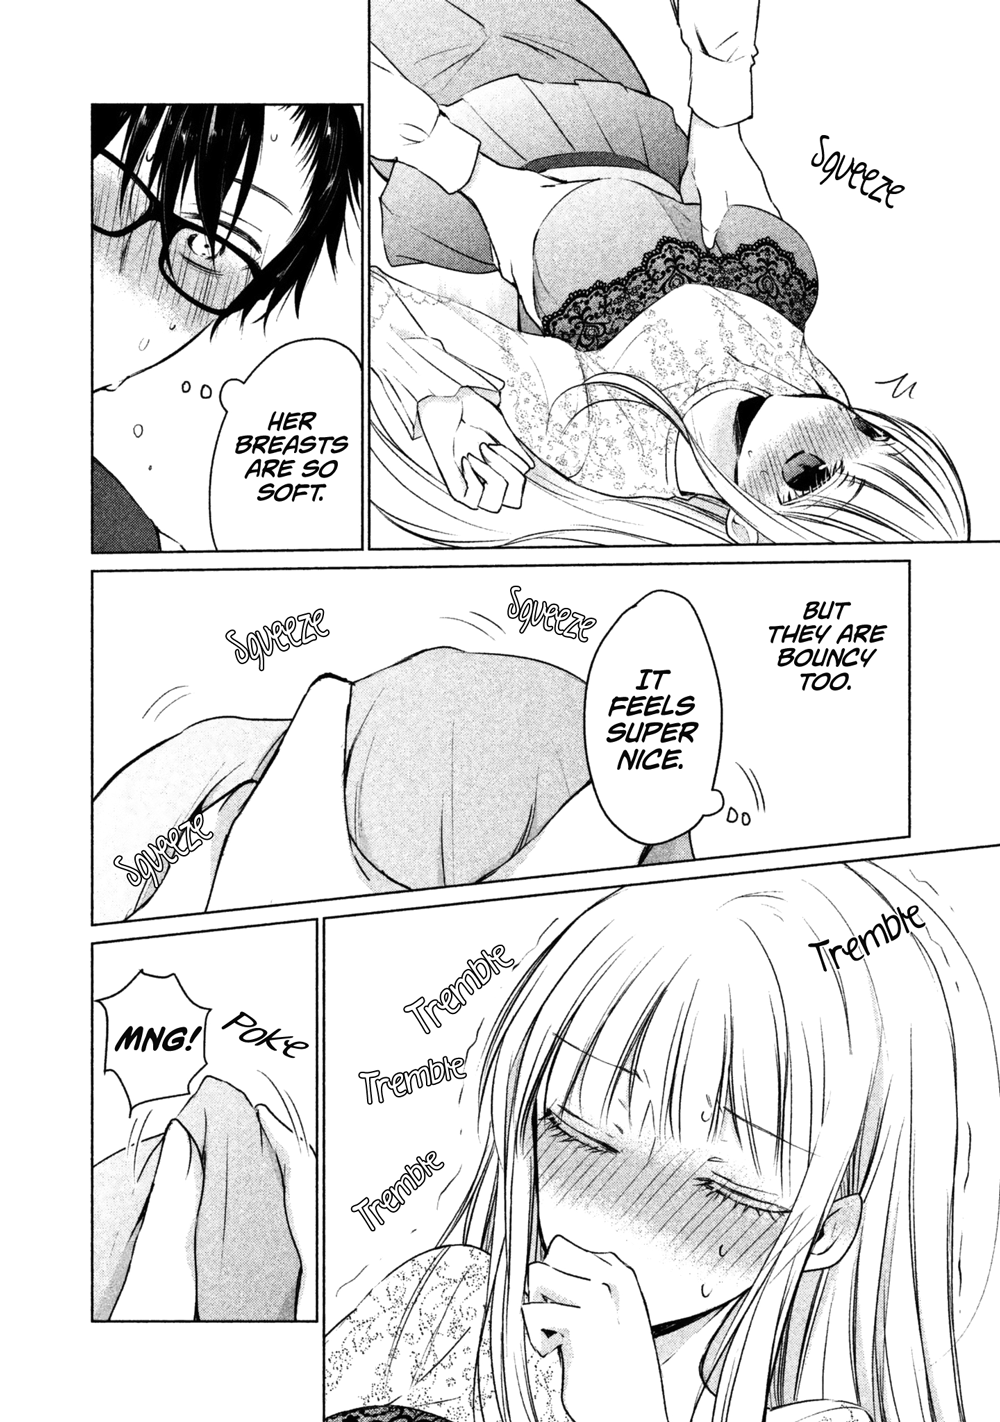 Squeeze
HER
BREASTS
ARE SO
SOFT.
BUT
THEY ARE
BOUNCY
TOO.
IT
FEELS
SUPER
NICE.
Squeeze
Squeeze
Squeeze
Tremble
Tremble
Tremble
Tremble
POKE
MNG!